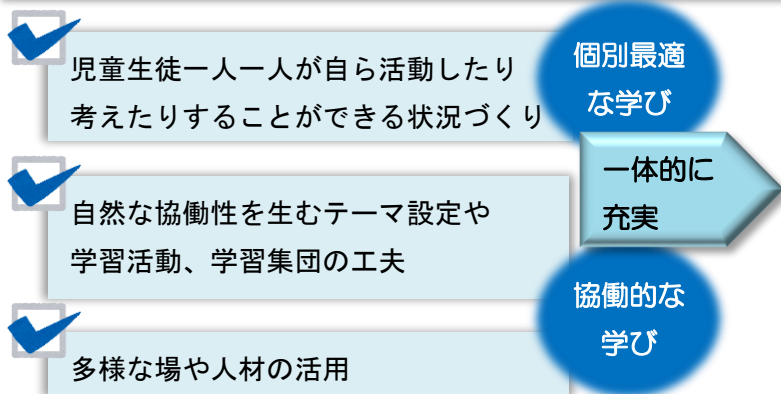 児童生徒一人一人が自ら活動したり
考えたりすることができる状況づくり
個別最適
な学び
一体的に
充実
自然な協働性を生むテーマ設定や
学習活動、学習集団の工夫
協働的な
学び
多様な場や人材の活用